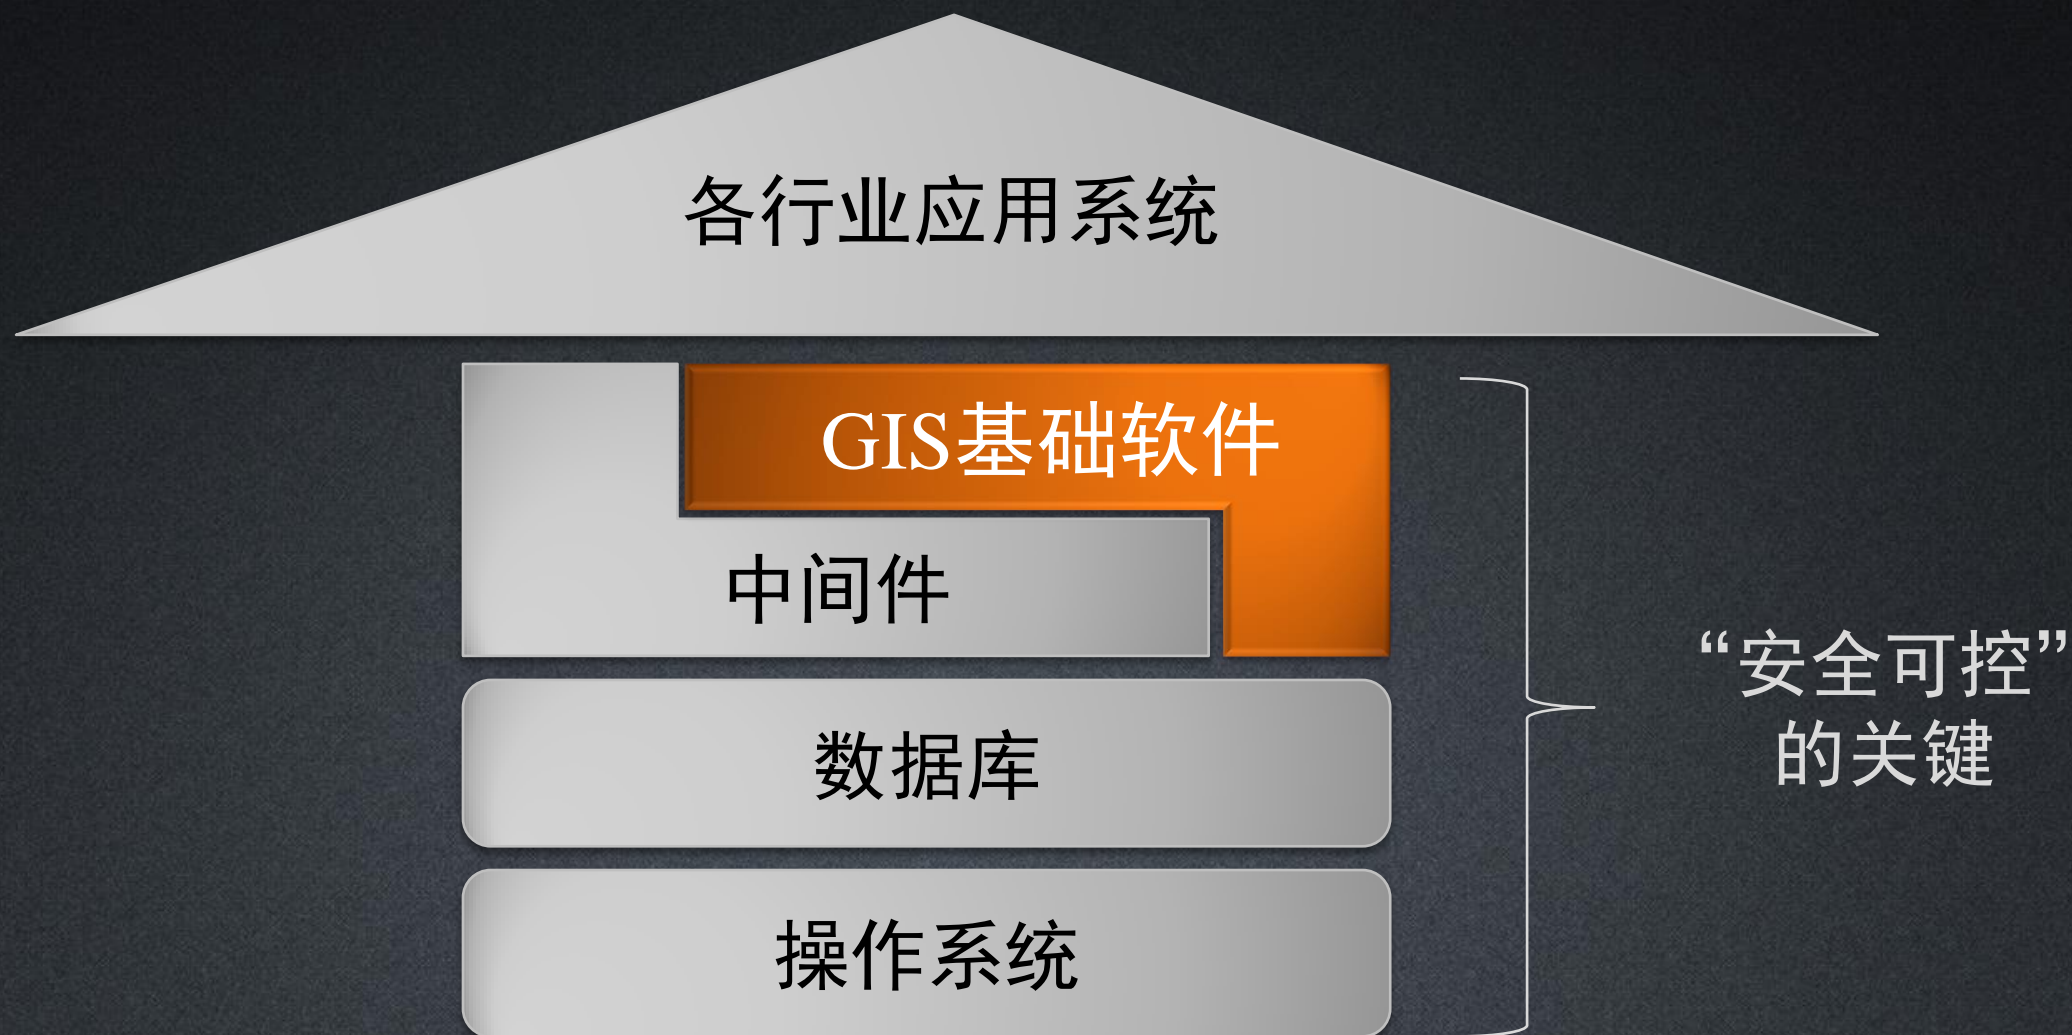 各行业应用系统
GIS基础软件
中间件
数据库
操作系统
“安全可控”
的关键